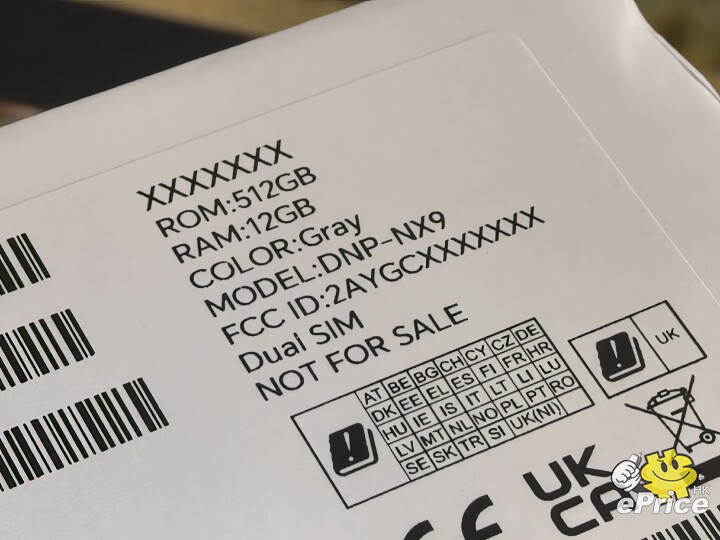 XXXXXXX
ROM:512GB
RAM:12GB
COLOR:Gray
MODEL:DNP-NX9
FCC ID:2AYGCXXXXXXX
Dual SIM
NOT FOR SALE
AT BE BG CH CY CZ DE
DK EE EL ES FI FR HR
HU IE IS IT LT LI LU
LV MT NL NO PL PT RO
SE SK TR SI UK(NI)
UK
CE
UK
CA
ePrice
HK